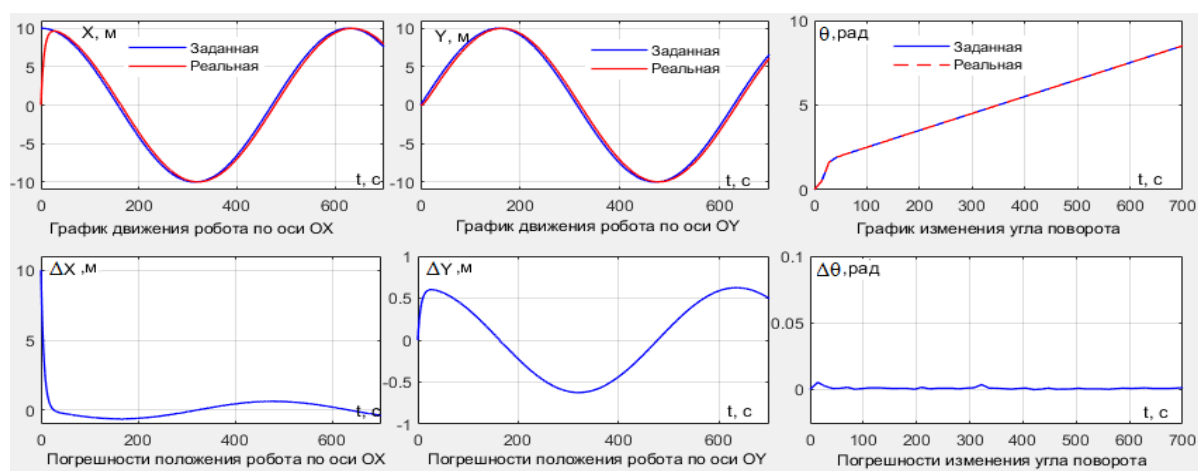 X, м
10
5
0
-5
-10
Заданная
Реальная
t, с
0
200
400
600
График движения робота по оси OX
Y, м
10
5
0
-5
-10
Заданная
Реальная
t, с
0
200
400
600
График движения робота по оси OY
θ,рад
10
5
0
Заданная
Реальная
t, с
0
100
200
300
400
500
600
700
График изменения угла поворота
ΔX ,м
10
5
0
t, с
0
200
400
600
Погрешности положения робота по оси OX
ΔY ,м
1
0.5
0
-0.5
-1
t, с
0
200
400
600
Погрешности положения робота по оси OY
Δθ,рад
0.1
0.05
0
t, с
0
100
200
300
400
500
600
700
Погрешности изменения угла поворота